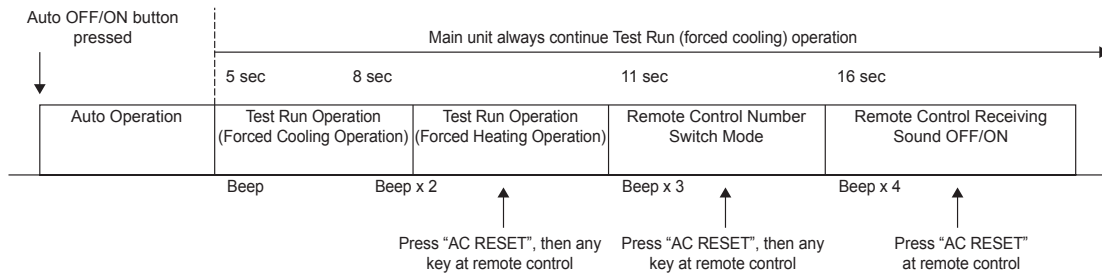 Auto OFF/ON button
pressed
Main unit always continue Test Run (forced cooling) operation
5 sec
8 sec
11 sec
16 sec
Auto Operation
Test Run Operation
(Forced Cooling Operation)
Test Run Operation
(Forced Heating Operation)
Remote Control Number
Switch Mode
Remote Control Receiving
Sound OFF/ON
Beep
Beep x 2
Beep x 3
Beep x 4
Press “AC RESET”, then any
key at remote control
Press “AC RESET”, then any
key at remote control
Press “AC RESET”
at remote control